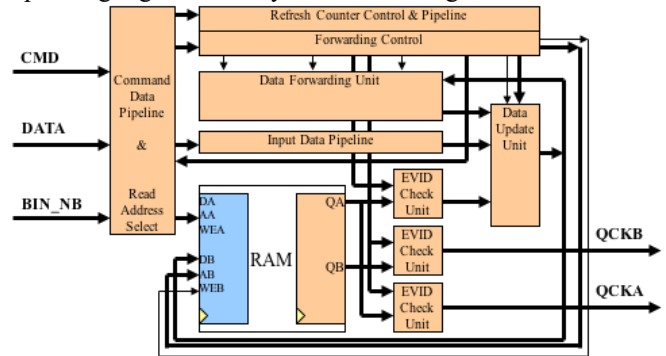 Refresh Counter Control & Pipeline
Forwarding Control
CMD
Command
Data
Pipeline
&
Read
Address
Select
Data Forwarding Unit
DATA
Input Data Pipeline
Data
Update
Unit
BIN_NB
DA
AA
WEA
DB
AB
WEB
RAM
QA
QB
EVID
Check
Unit
EVID
Check
Unit
EVID
Check
Unit
QCKB
QCKA